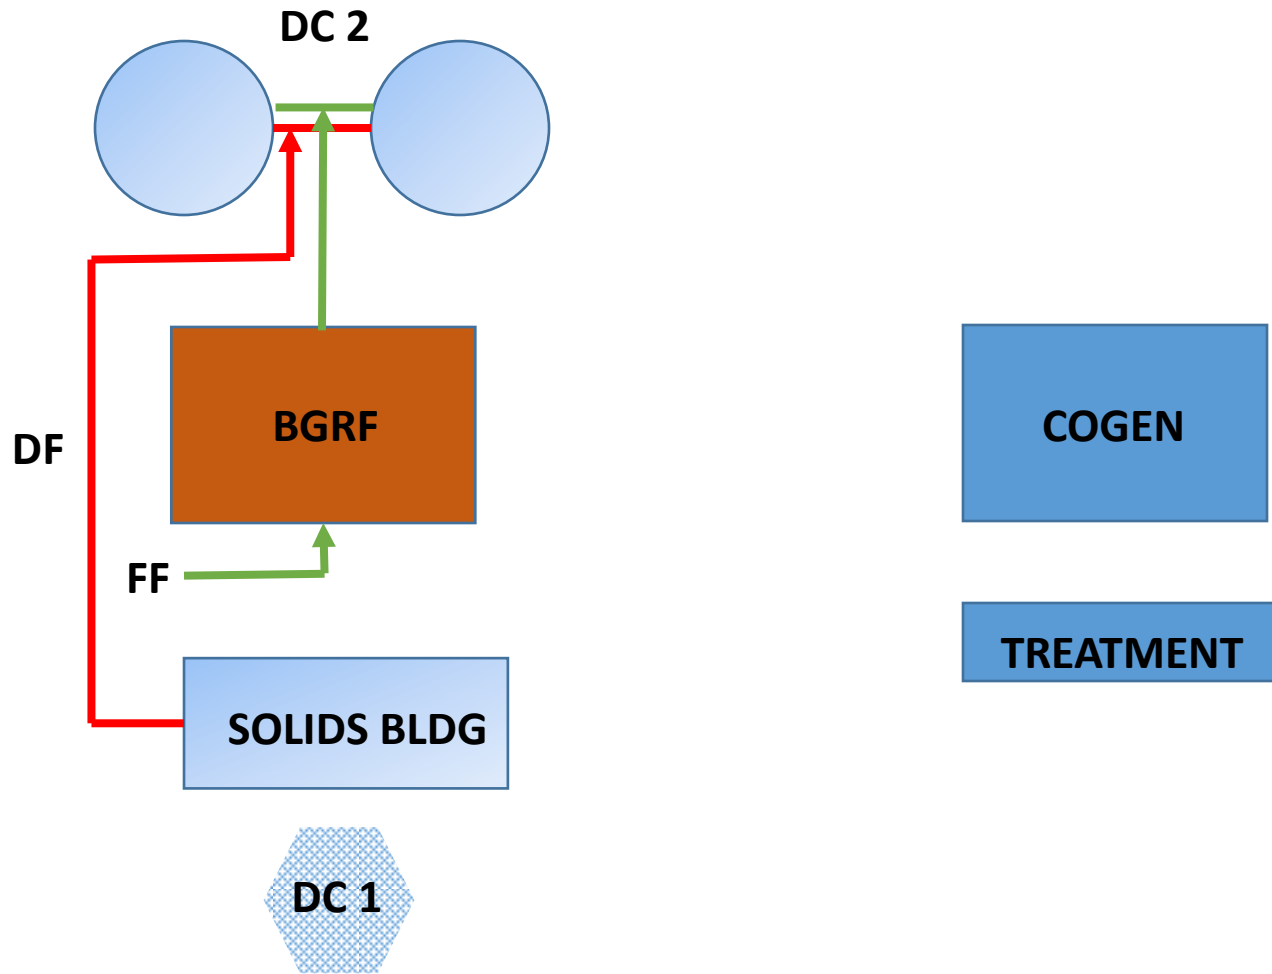 DC 2
BGRF
COGEN
DF
FF
TREATMENT
SOLIDS BLDG
DC 1